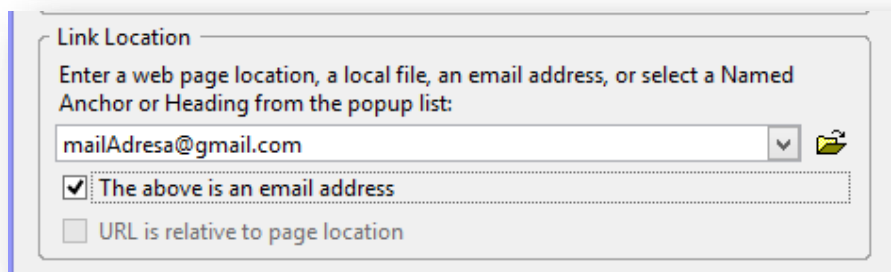 Link Location
Enter a web page location, a local file, an email address, or select a Named
Anchor or Heading from the popup list:
mailAdresa@gmail.com
The above is an email address
URL is relative to page location